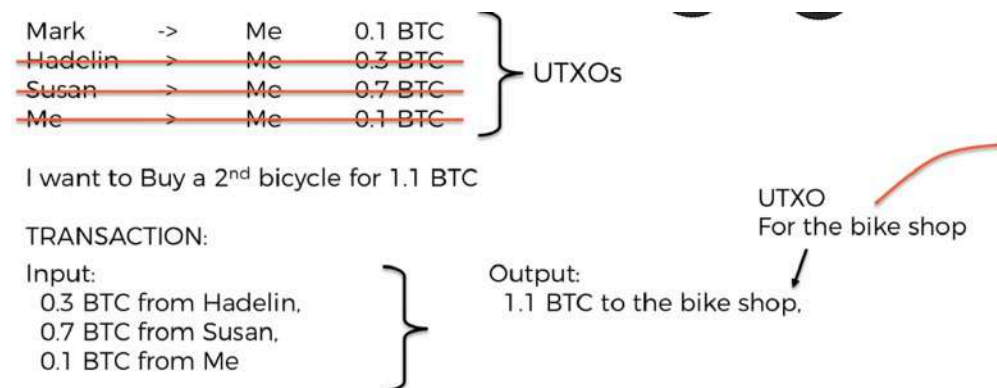 Mark -> Me 0.1 BTC
Hadelin > Me 0.3 BTC
Susan > Me 0.7 BTC
Me > Me 0.1 BTC
UTXOs
I want to Buy a 2nd bicycle for 1.1 BTC
UTXO
For the bike shop
TRANSACTION:
Input:
0.3 BTC from Hadelin,
0.7 BTC from Susan,
0.1 BTC from Me
Output:
1.1 BTC to the bike shop,